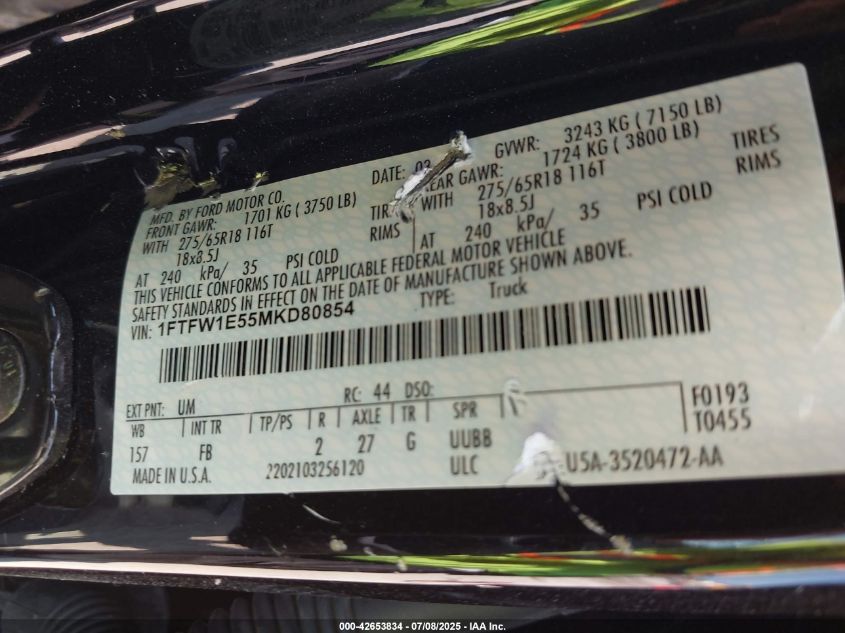 MFD. BY FORD MOTOR CO.
DATE: 03
GVWR: 3243 KG ( 7150 LB)
FRONT GAWR: 1701 KG ( 3750 LB)
REAR GAWR: 1724 KG ( 3800 LB)
WITH 275/65R18 116T
WITH 275/65R18 116T TIRES
18x8.5J RIMS
18x8.5J RIMS
AT 240 kPa/ 35 PSI COLD
AT 240 kPa/ 35 PSI COLD
THIS VEHICLE CONFORMS TO ALL APPLICABLE FEDERAL MOTOR VEHICLE
SAFETY STANDARDS IN EFFECT ON THE DATE OF MANUFACTURE SHOWN ABOVE.
VIN: 1FTFW1E55MKD80854
TYPE: Truck
EXT PNT: UM RC: 44 DSO: F0193
WB INT TR TP/PS R AXLE TR SPR T0455
157 FB 2 27 G UUBB
MADE IN U.S.A. 2202103256120 ULC U5A-3520472-AA
000-42653834 - 07/08/2025 - IAA Inc.